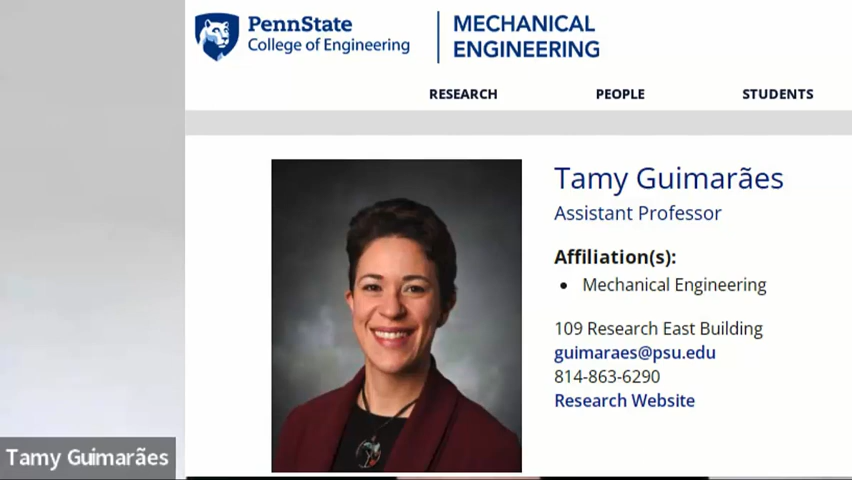 PennState
College of Engineering
MECHANICAL
ENGINEERING
RESEARCH
PEOPLE
STUDENTS
Tamy Guimarães
Assistant Professor
Affiliation(s):
Mechanical Engineering
109 Research East Building
guimaraes@psu.edu
814-863-6290
Research Website
Tamy Guimarães